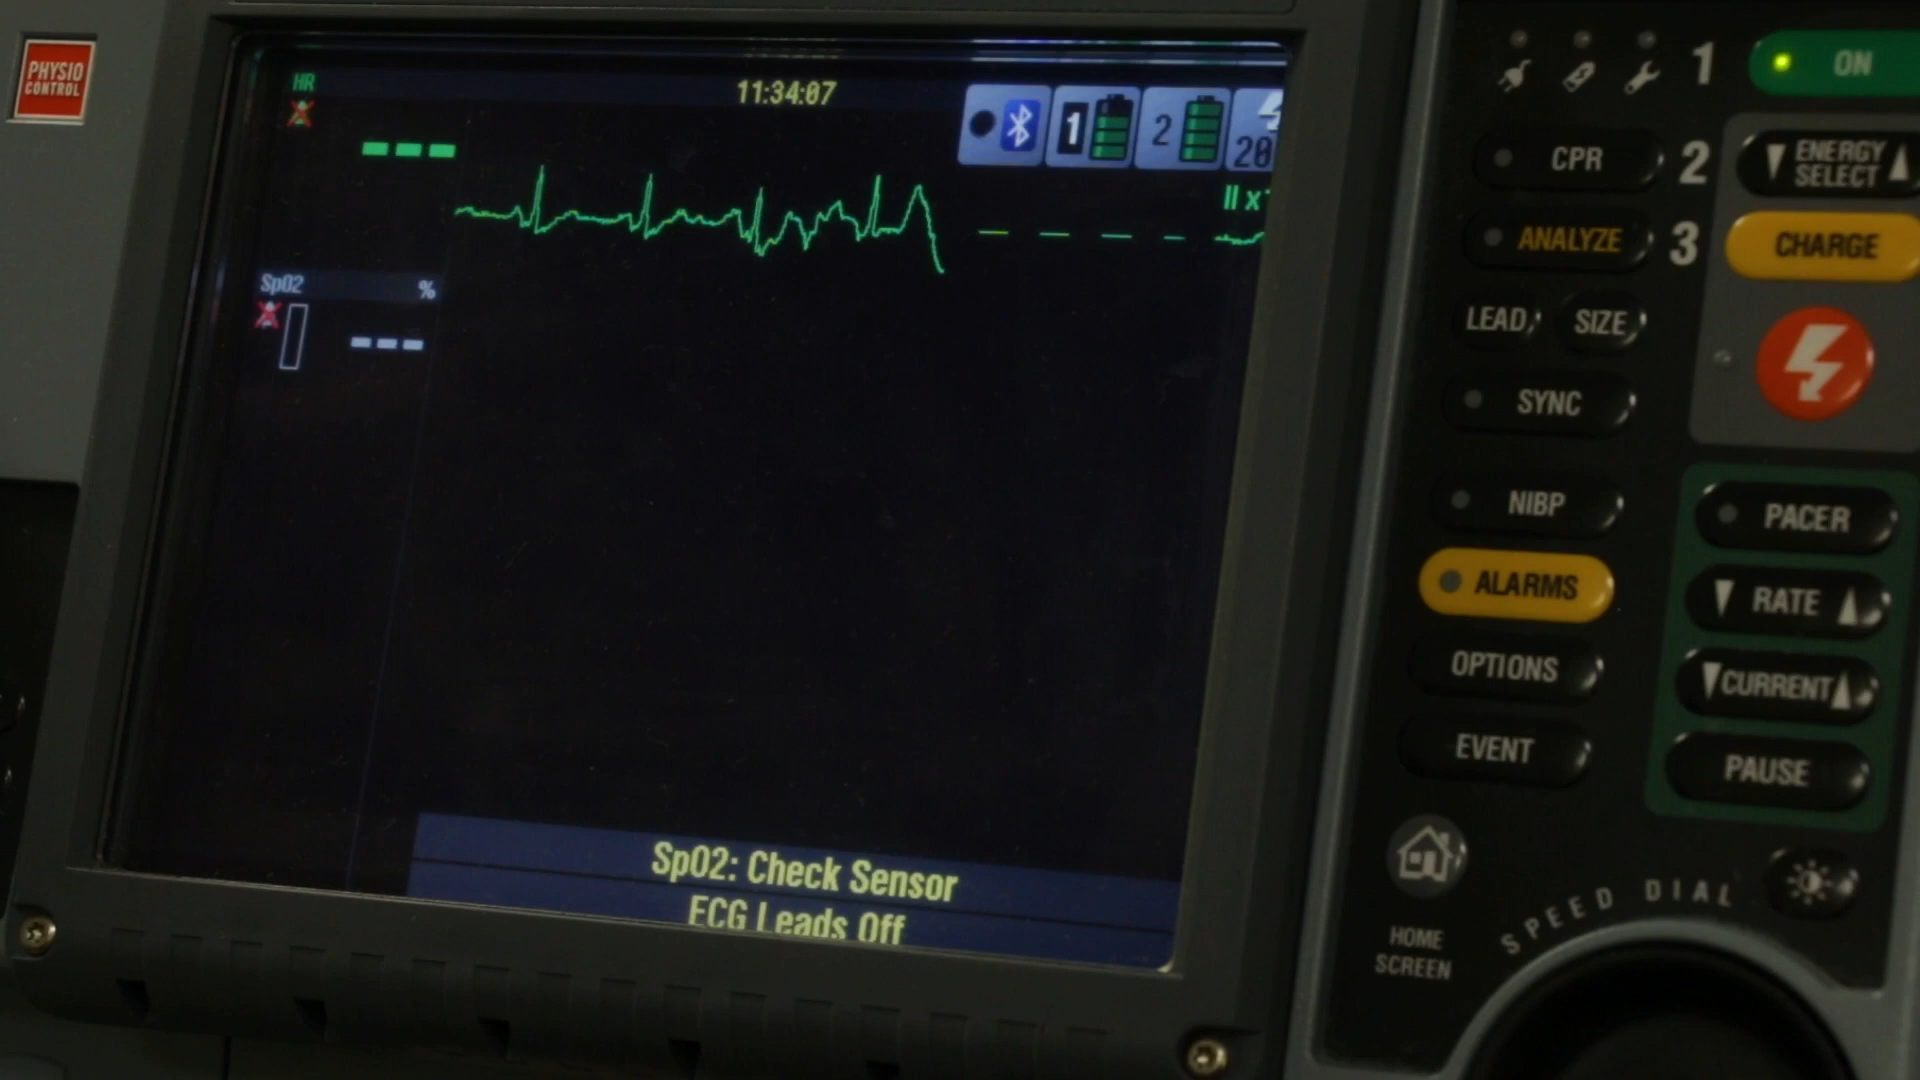 PHYSIO
CONTROL
HR
11:34:07
1
2
20
---
II x
SpO2 %
---
SpO2: Check Sensor
ECG Leads Off
1
ON
CPR
2
ENERGY
SELECT
ANALYZE
3
CHARGE
LEAD
SIZE
SYNC
NIBP
PACER
ALARMS
RATE
OPTIONS
CURRENT
EVENT
PAUSE
HOME
SCREEN
SPEED DIAL